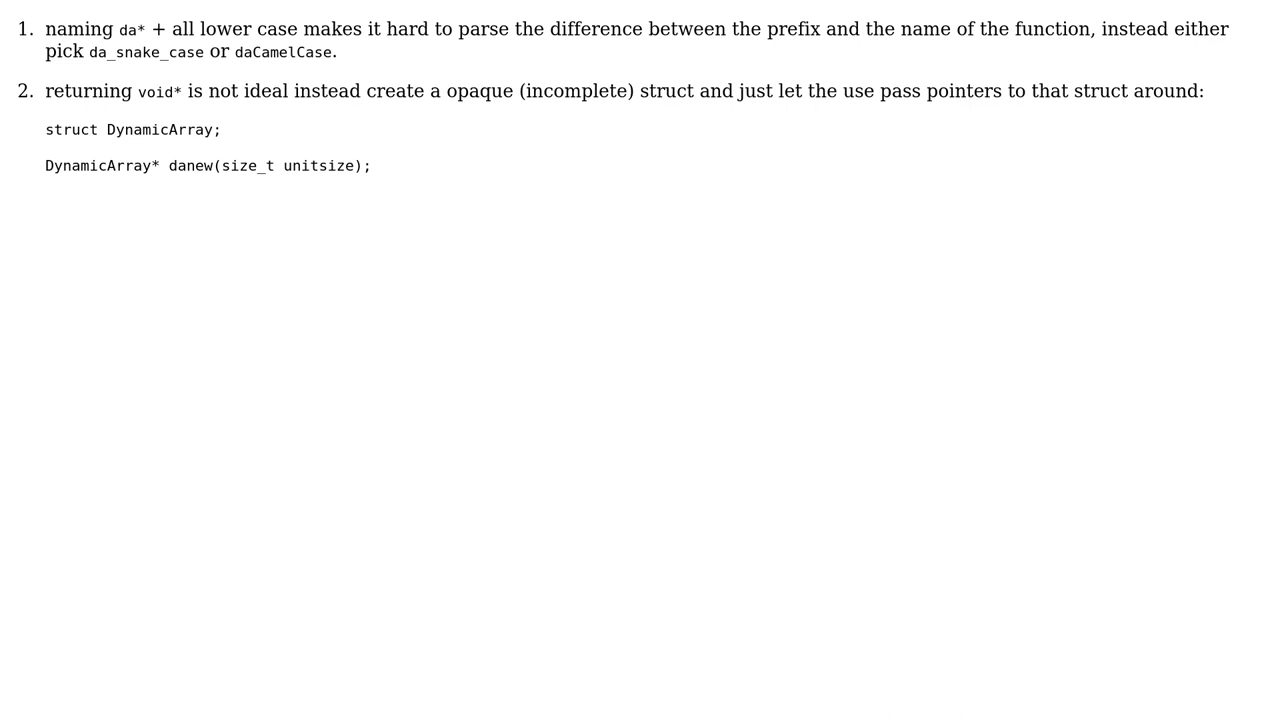 1. naming da* + all lower case makes it hard to parse the difference between the prefix and the name of the function, instead either
pick da_snake_case or daCamelCase.
2. returning void* is not ideal instead create a opaque (incomplete) struct and just let the use pass pointers to that struct around:
struct DynamicArray;
DynamicArray* danew(size_t unitsize);